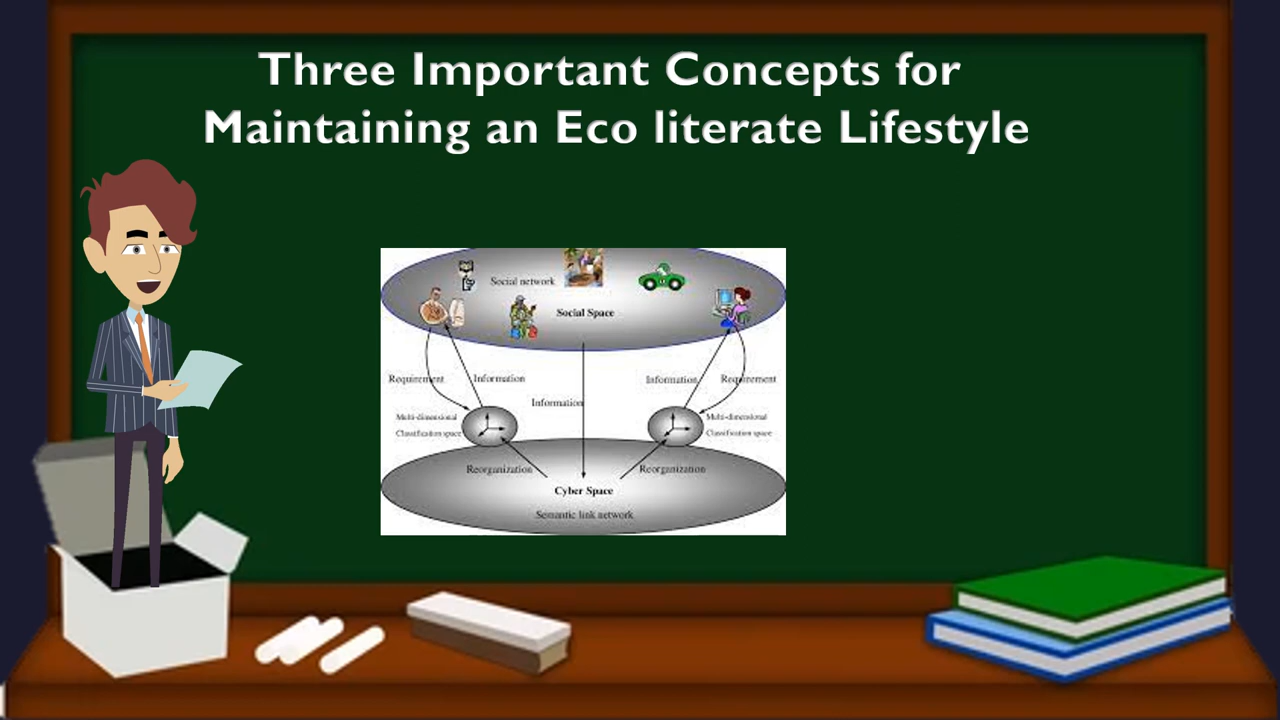 Three Important Concepts for
Maintaining an Eco literate Lifestyle
Social network
Social Space
Requirement
Information
Information
Requirement
Information
Multi-dimensional
Classification space
Multi-dimensional
Classification space
Reorganization
Reorganization
Cyber Space
Semantic link network